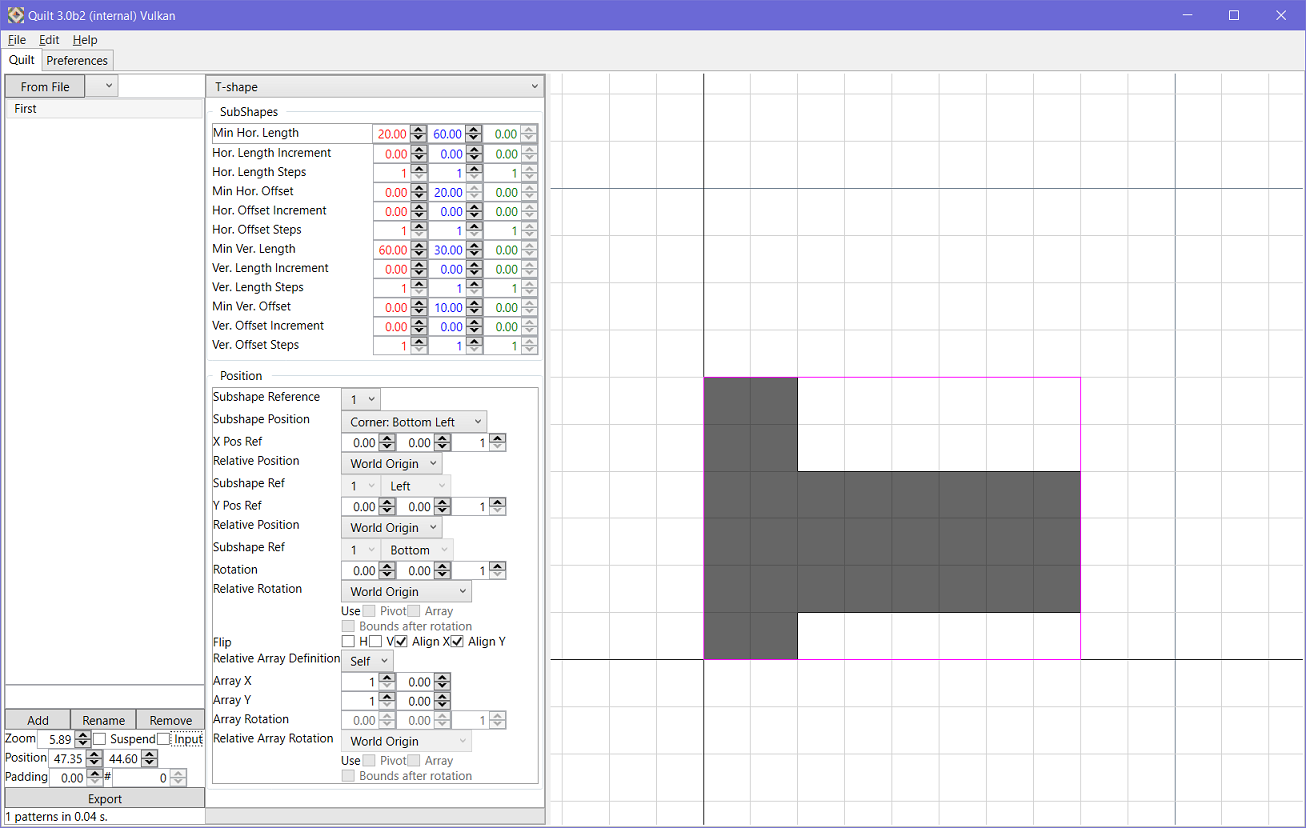 Quilt 3.0b2 (internal) Vulkan
File Edit Help
Quilt Preferences
From File
First
T-shape
SubShapes
Min Hor. Length 20.00 60.00 0.00
Hor. Length Increment 0.00 0.00 0.00
Hor. Length Steps 1 1 1
Min Hor. Offset 0.00 20.00 0.00
Hor. Offset Increment 0.00 0.00 0.00
Hor. Offset Steps 1 1 1
Min Ver. Length 60.00 30.00 0.00
Ver. Length Increment 0.00 0.00 0.00
Ver. Length Steps 1 1 1
Min Ver. Offset 0.00 10.00 0.00
Ver. Offset Increment 0.00 0.00 0.00
Ver. Offset Steps 1 1 1
Position
Subshape Reference 1
Subshape Position Corner: Bottom Left
X Pos Ref 0.00 0.00 1
Relative Position World Origin
Subshape Ref 1 Left
Y Pos Ref 0.00 0.00 1
Relative Position World Origin
Subshape Ref 1 Bottom
Rotation 0.00 0.00 1
Relative Rotation World Origin
Use Pivot Array
Bounds after rotation
Flip H V Align X Align Y
Relative Array Definition Self
Array X 1 0.00
Array Y 1 0.00
Array Rotation 0.00 0.00 1
Relative Array Rotation World Origin
Use Pivot Array
Bounds after rotation
Add Rename Remove
Zoom 5.89 Suspend Input
Position 47.35 44.60
Padding 0.00 # 0
Export
1 patterns in 0.04 s.